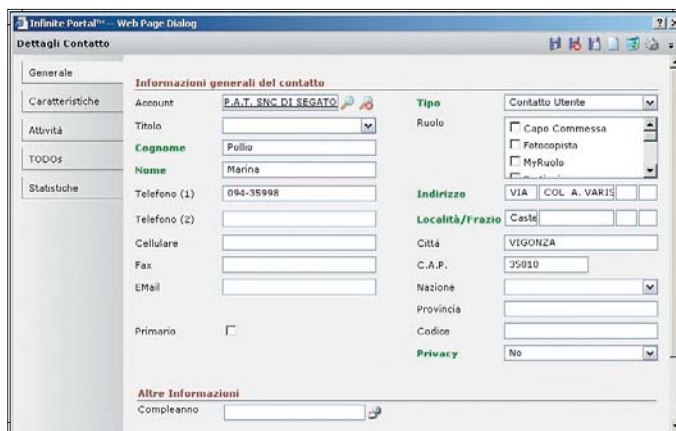 Infinite Portal™ -- Web Page Dialog
Dettagli Contatto
Generale
Caratteristiche
Attività
TODOs
Statistiche
Informazioni generali del contatto
Account P.A.T. SNC DI SEGATO
Titolo
Cognome Pollio
Nome Marina
Telefono (1) 094-35998
Telefono (2)
Cellulare
Fax
EMail
Primario
Tipo Contatto Utente
Ruolo
Capo Commessa
Fotocopista
MyRuolo
Indirizzo VIA COL A. VARIS
Località/Frazio Caste
Città VIGONZA
C.A.P. 35010
Nazione
Provincia
Codice
Privacy No
Altre Informazioni
Compleanno